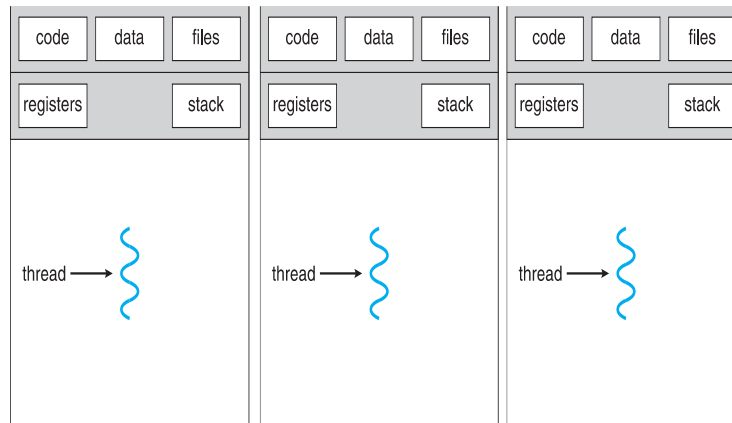 code data files
registers stack
thread
code data files
registers stack
thread
code data files
registers stack
thread